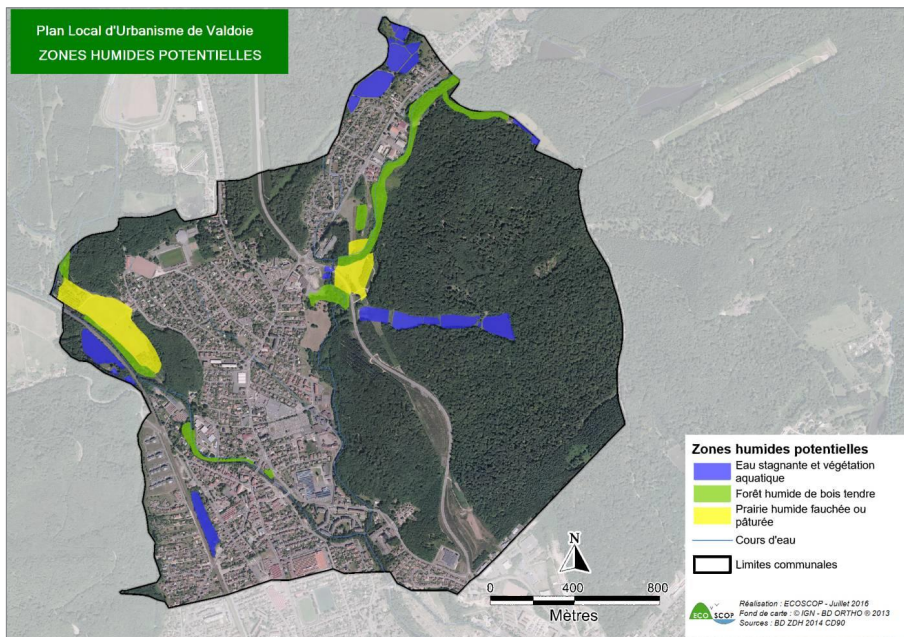 Plan Local d'Urbanisme de Valdoie
ZONES HUMIDES POTENTIELLES
Zones humides potentielles
Eau stagnante et végétation
aquatique
Forêt humide de bois tendre
Prairie humide fauchée ou
pâturée
Cours d'eau
Limites communales
N
0 400 800
Mètres
ECO SCOP
Réalisation : ECOSCOP - Juillet 2016
Fond de carte : © IGN - BD ORTHO ® 2013
Sources : BD ZDH 2014 CD90